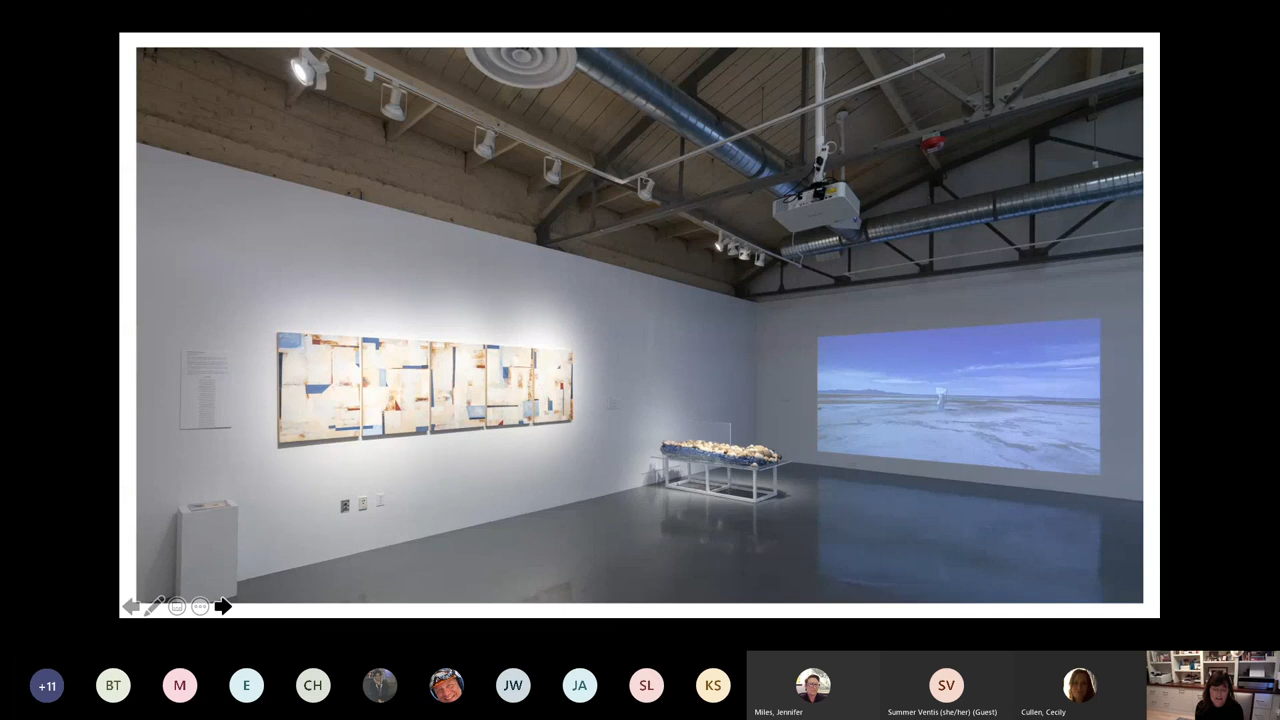 +11
BT
M
E
CH
JW
JA
SL
KS
SV
Miles, Jennifer
Summer Ventis (she/her) (Guest)
Cullen, Cecily